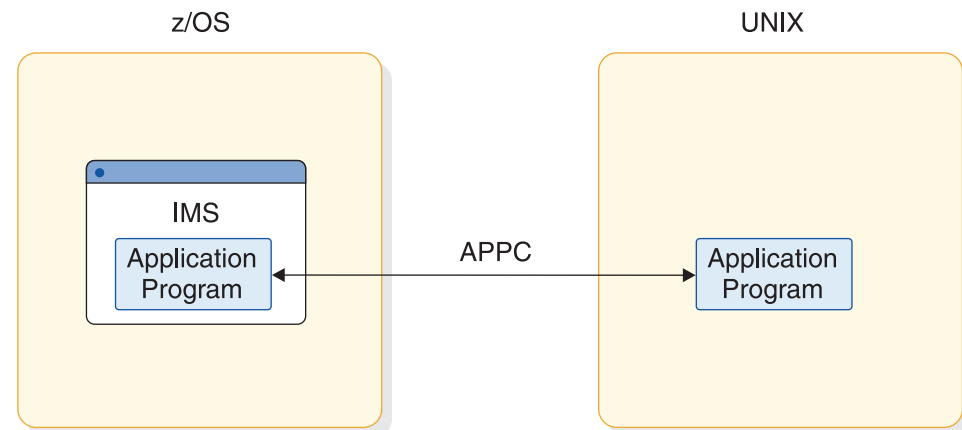 z/OS
UNIX
IMS
Application
Program
APPC
Application
Program